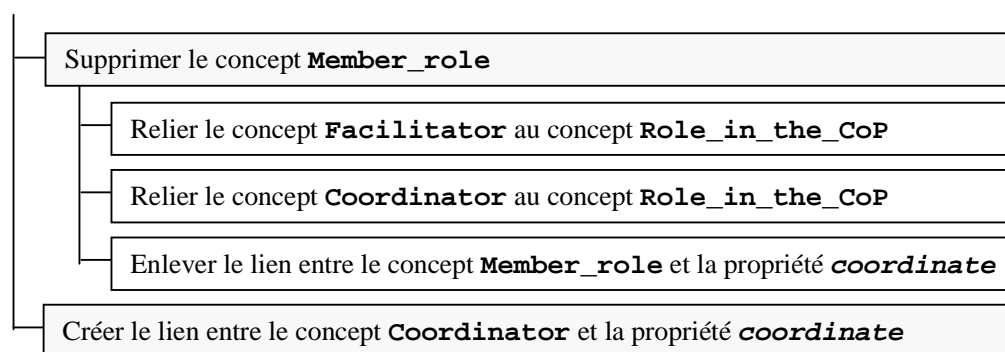 Supprimer le concept Member_role
Relier le concept Facilitator au concept Role_in_the_CoP
Relier le concept Coordinator au concept Role_in_the_CoP
Enlever le lien entre le concept Member_role et la propriété coordinate
Créer le lien entre le concept Coordinator et la propriété coordinate